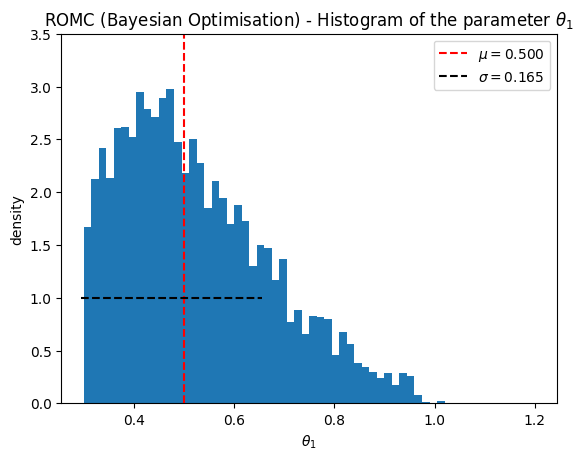 ROMC (Bayesian Optimisation) - Histogram of the parameter θ₁
3.5
3.0
2.5
2.0
1.5
1.0
0.5
0.0
density
μ = 0.500
σ = 0.165
0.4 0.6 0.8 1.0 1.2
θ₁